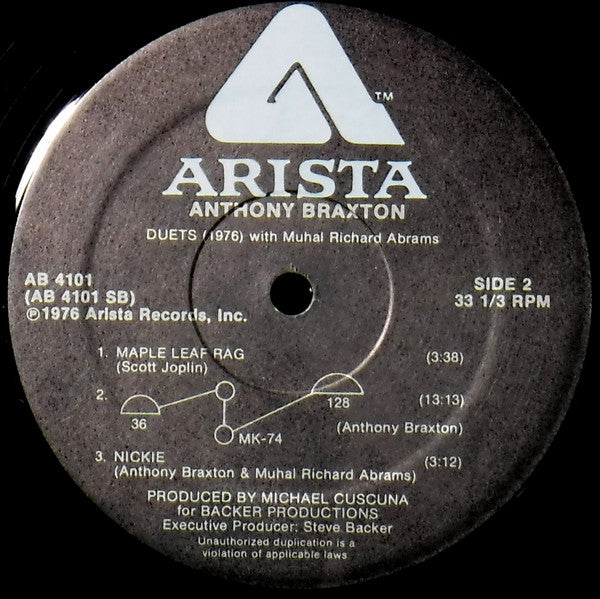 TM
ARISTA
ANTHONY BRAXTON
DUETS (1976) with Muhal Richard Abrams
AB 4101
(AB 4101 SB)
℗1976 Arista Records, Inc.
SIDE 2
33 1/3 RPM
1. MAPLE LEAF RAG (3:38)
(Scott Joplin)
2. (13:13)
36 128
MK-74 (Anthony Braxton)
3. NICKIE (3:12)
(Anthony Braxton & Muhal Richard Abrams)
PRODUCED BY MICHAEL CUSCUNA
for BACKER PRODUCTIONS
Executive Producer: Steve Backer
Unauthorized duplication is a
violation of applicable laws